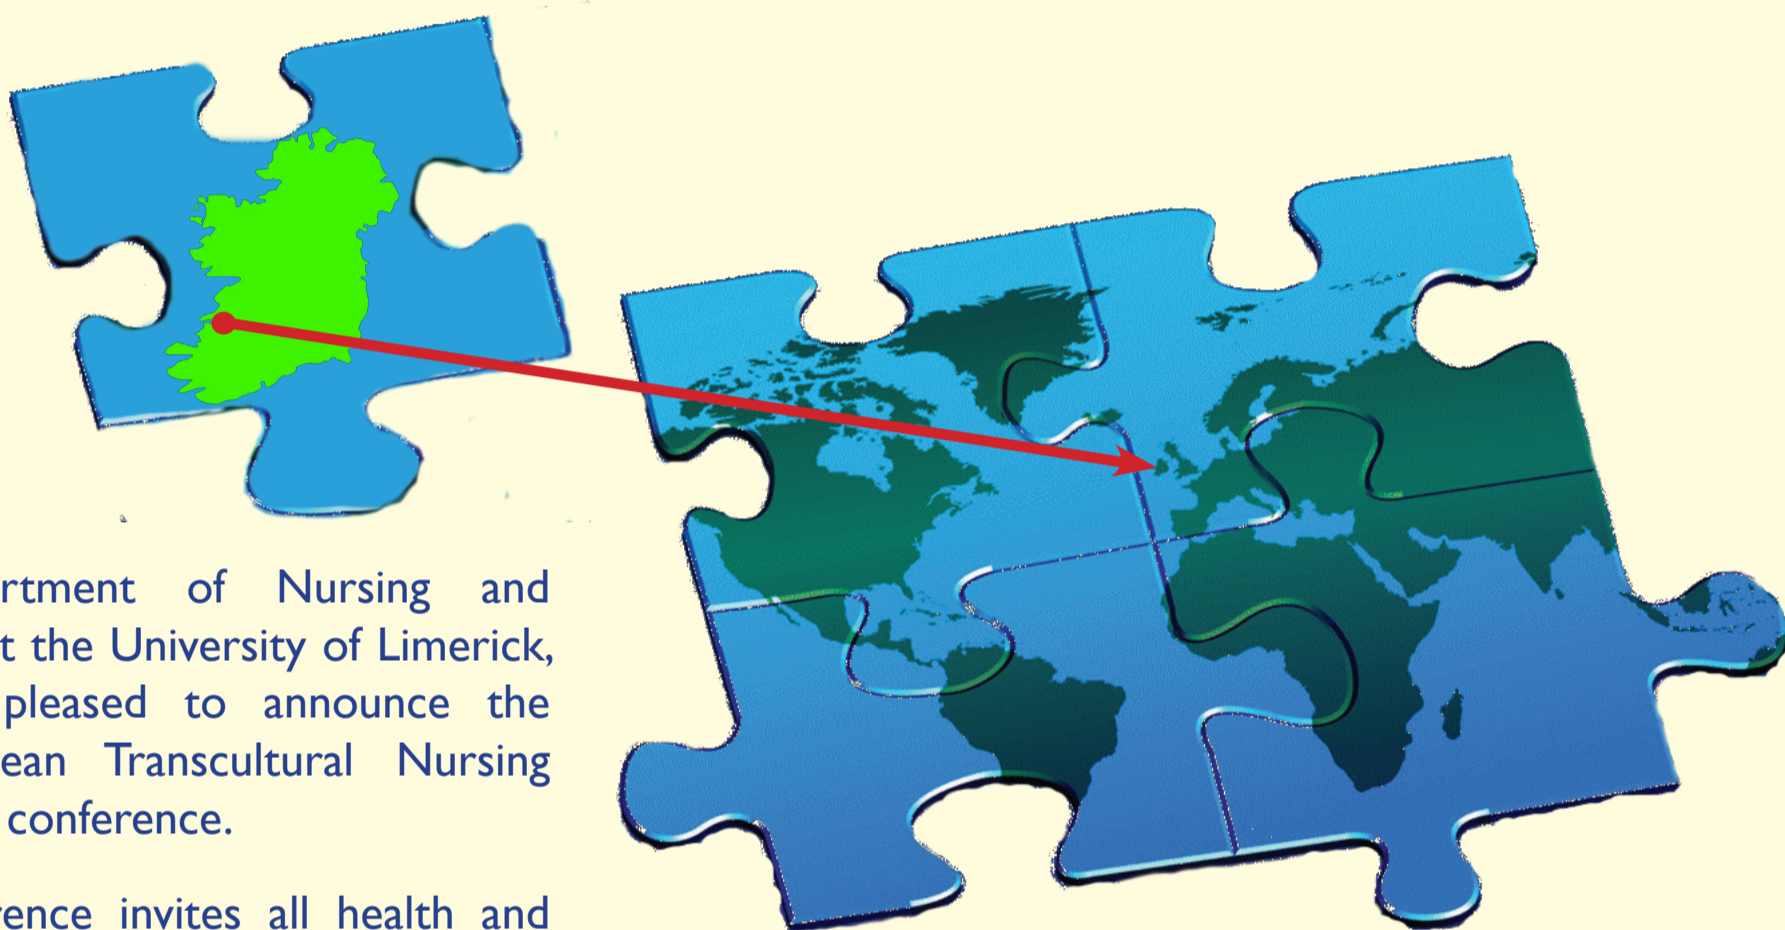 rtment of Nursing and
t the University of Limerick,
pleased to announce the
ean Transcultural Nursing
conference.
rence invites all health and